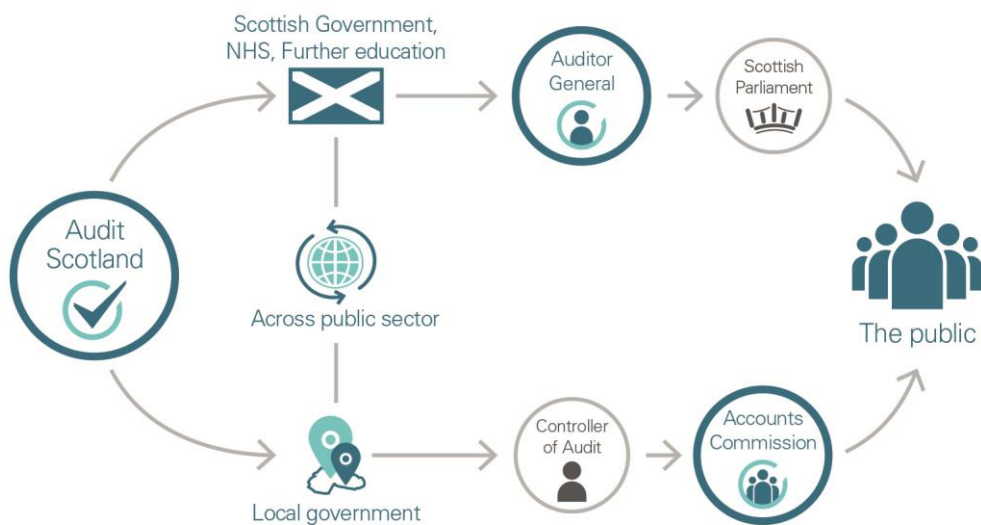 Scottish Government,
NHS, Further education
Auditor
General
Scottish
Parliament
Audit
Scotland
Across public sector
The public
Local government
Controller
of Audit
Accounts
Commission